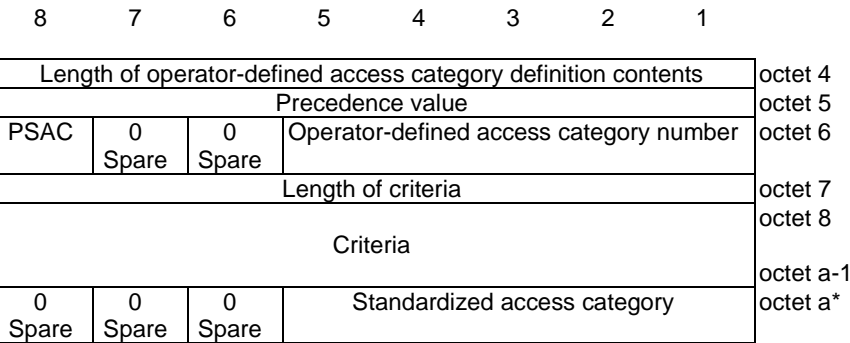 8 7 6 5 4 3 2 1
Length of operator-defined access category definition contents octet 4
Precedence value octet 5
PSAC 0 0 Operator-defined access category number octet 6
Spare Spare
Length of criteria octet 7
octet 8
Criteria
octet a-1
0 0 0 Standardized access category octet a*
Spare Spare Spare